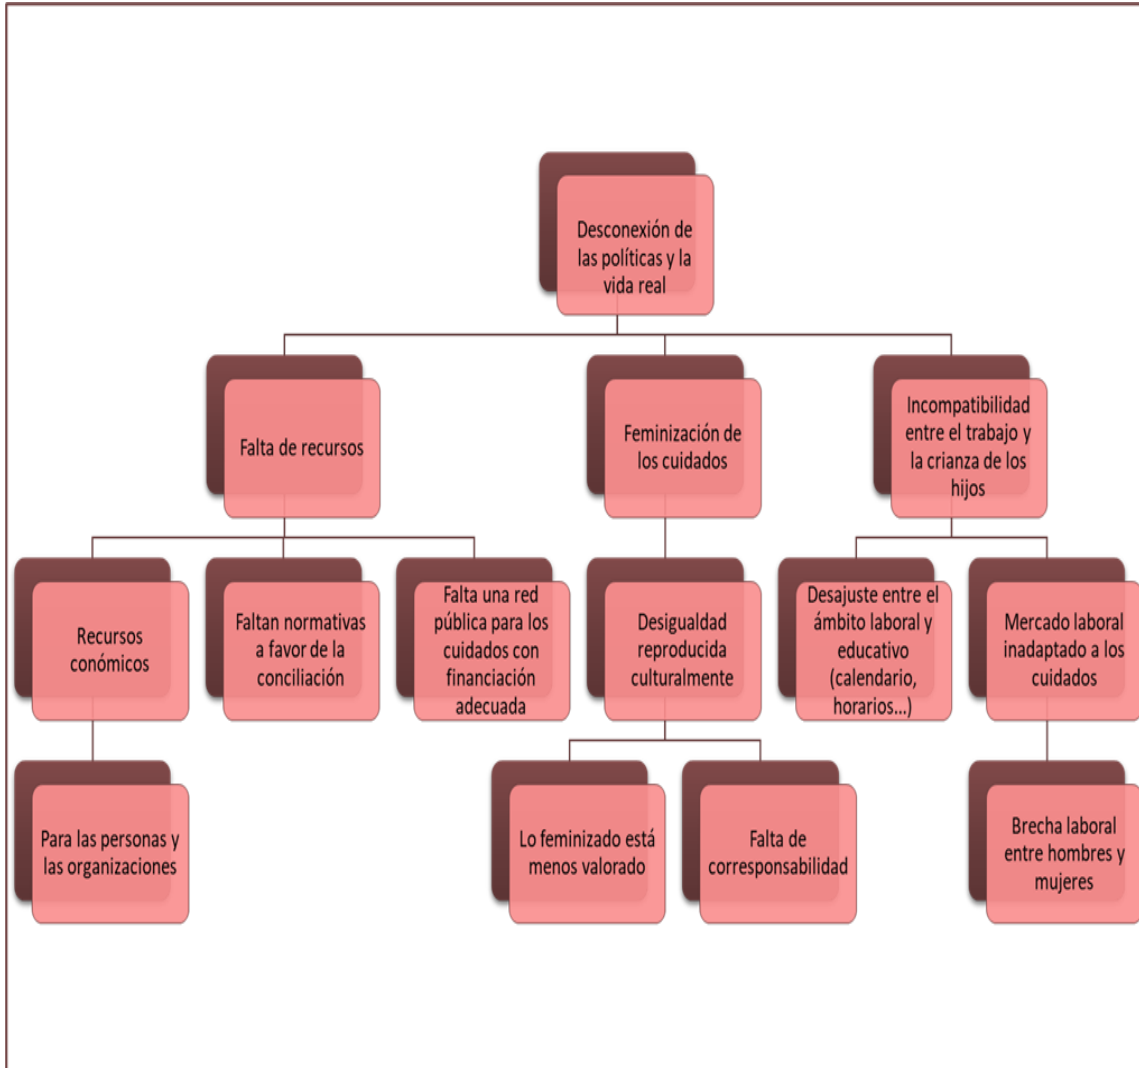 Desconexión de
las políticas y la
vida real
Falta de recursos
Feminización de
los cuidados
Incompatibilidad
entre el trabajo y
la crianza de los
hijos
Recursos
conómicos
Faltan normativas
a favor de la
conciliación
Falta una red
pública para los
cuidados con
financiación
adecuada
Desigualdad
reproducida
culturalmente
Desajuste entre el
ámbito laboral y
educativo
(calendario,
horarios...)
Mercado laboral
inadaptado a los
cuidados
Para las personas y
las organizaciones
Lo feminizado está
menos valorado
Falta de
corresponsabilidad
Brecha laboral
entre hombres y
mujeres